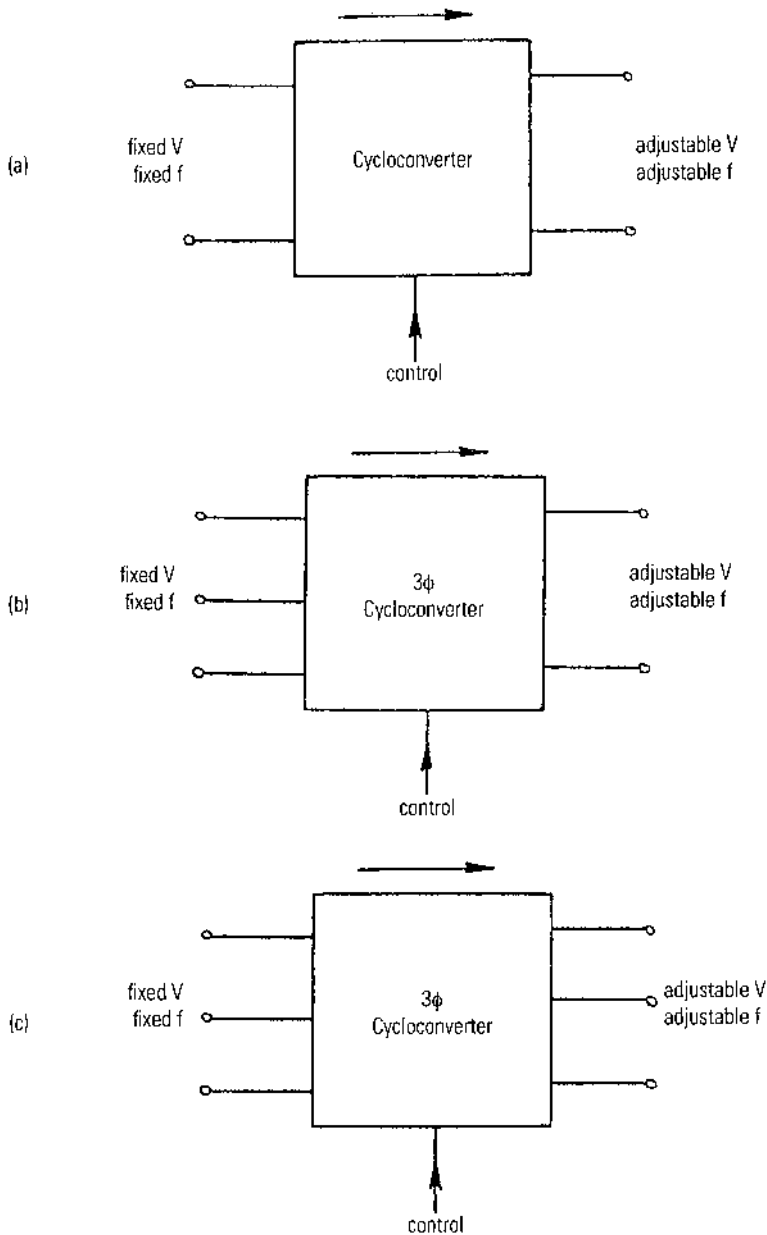 (a)
fixed V
fixed f
Cycloconverter
adjustable V
adjustable f
control
(b)
fixed V
fixed f
3ϕ
Cycloconverter
adjustable V
adjustable f
control
(c)
fixed V
fixed f
3ϕ
Cycloconverter
adjustable V
adjustable f
control